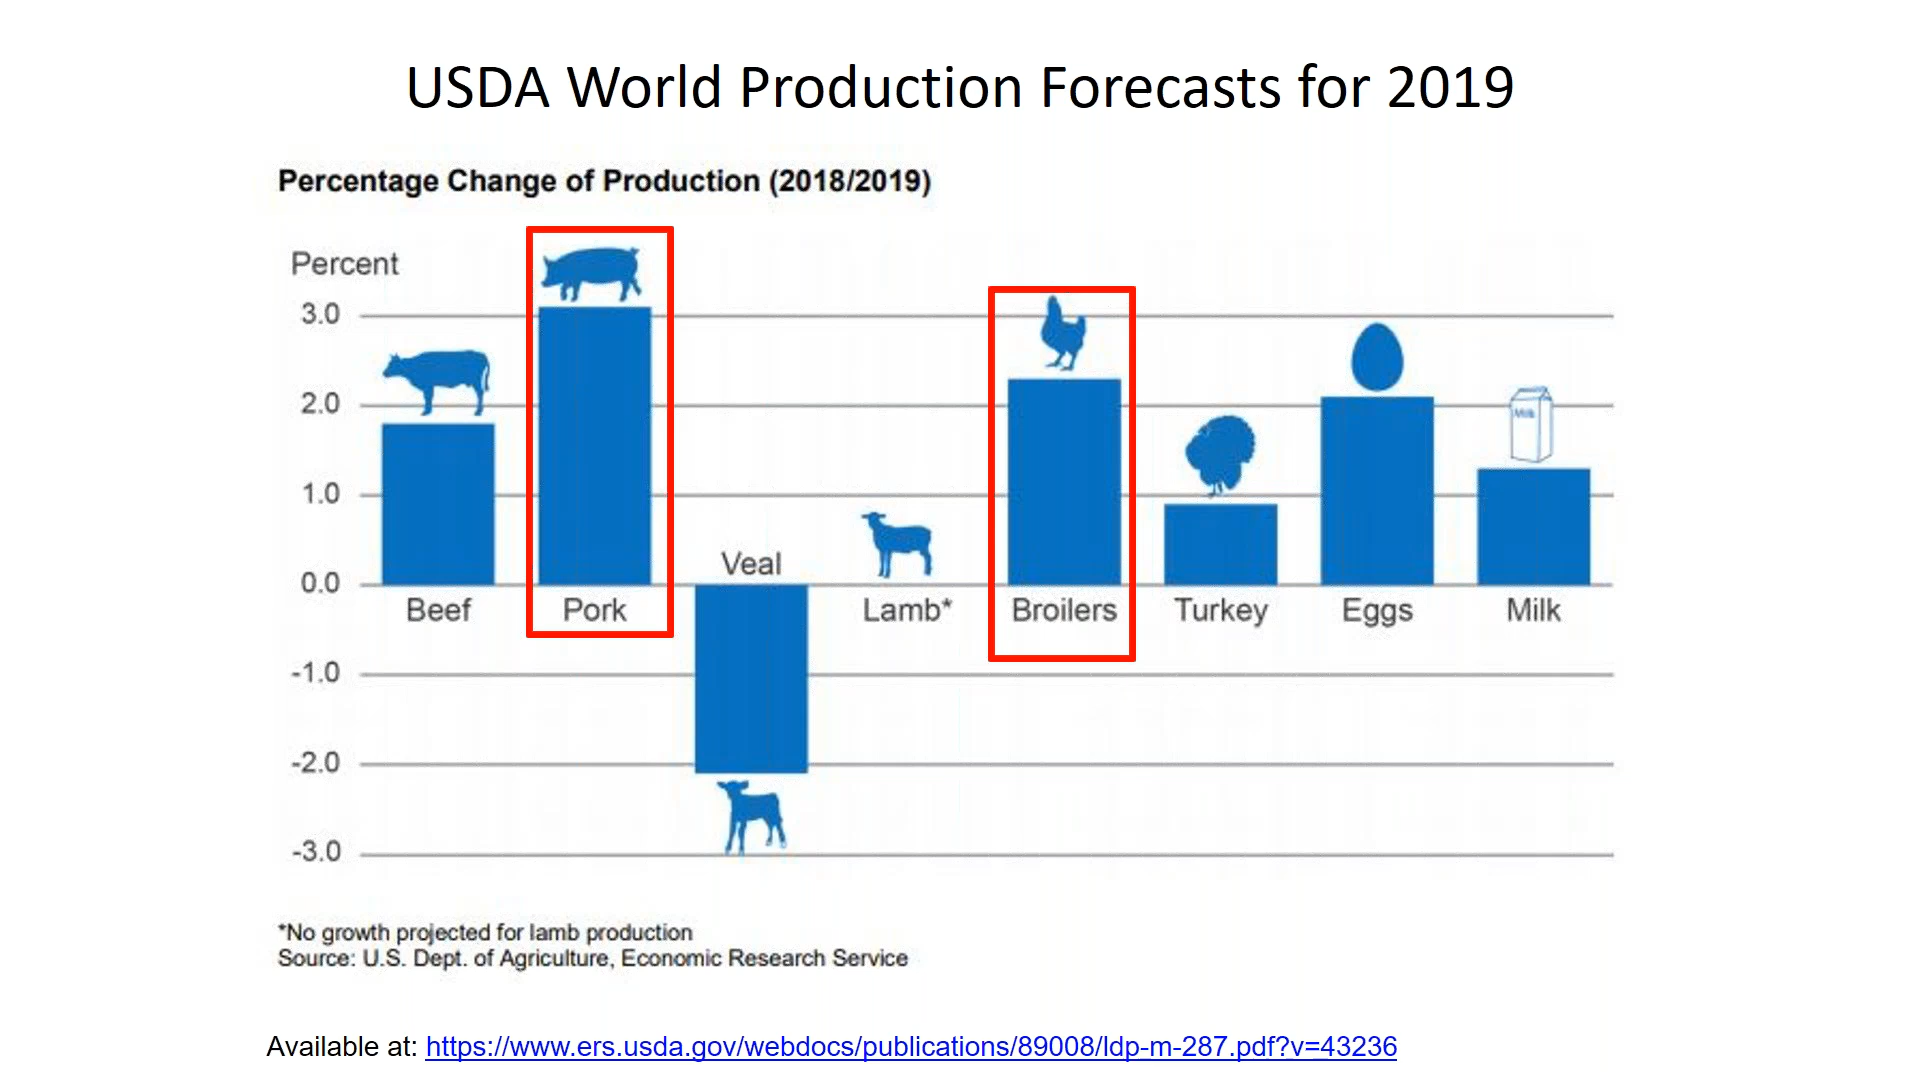 USDA World Production Forecasts for 2019
Percentage Change of Production (2018/2019)
Percent
3.0
2.0
1.0
0.0
-1.0
-2.0
-3.0
Milk
Veal
Beef Pork Lamb* Broilers Turkey Eggs Milk
*No growth projected for lamb production
Source: U.S. Dept. of Agriculture, Economic Research Service
Available at: https://www.ers.usda.gov/webdocs/publications/89008/ldp-m-287.pdf?v=43236